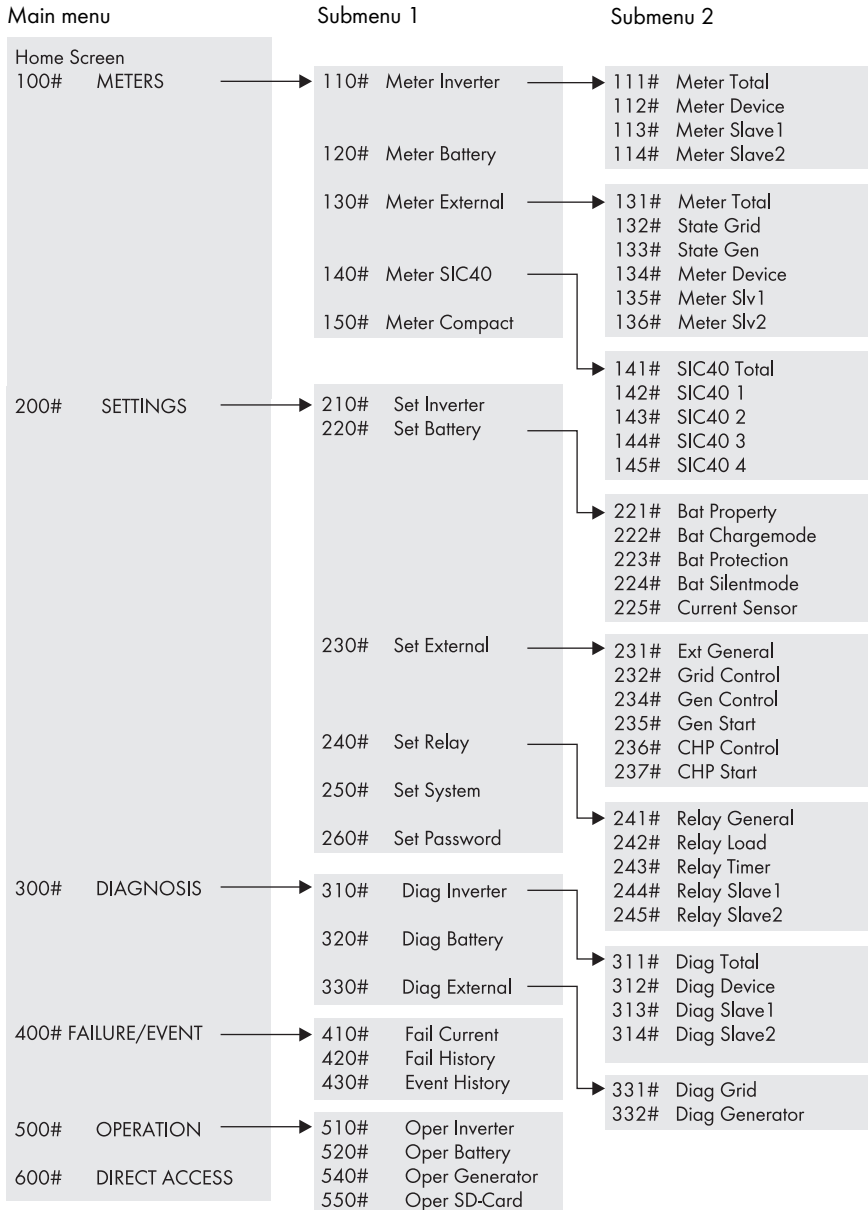 Main menu
Submenu 1
Submenu 2
Home Screen
100# METERS
110# Meter Inverter
111# Meter Total
112# Meter Device
113# Meter Slave1
114# Meter Slave2
120# Meter Battery
130# Meter External
131# Meter Total
132# State Grid
133# State Gen
134# Meter Device
135# Meter Slv1
136# Meter Slv2
140# Meter SIC40
141# SIC40 Total
142# SIC40 1
143# SIC40 2
144# SIC40 3
145# SIC40 4
150# Meter Compact
200# SETTINGS
210# Set Inverter
220# Set Battery
221# Bat Property
222# Bat Chargemode
223# Bat Protection
224# Bat Silentmode
225# Current Sensor
230# Set External
231# Ext General
232# Grid Control
234# Gen Control
235# Gen Start
236# CHP Control
237# CHP Start
240# Set Relay
241# Relay General
242# Relay Load
243# Relay Timer
244# Relay Slave1
245# Relay Slave2
250# Set System
260# Set Password
300# DIAGNOSIS
310# Diag Inverter
311# Diag Total
312# Diag Device
313# Diag Slave1
314# Diag Slave2
320# Diag Battery
330# Diag External
331# Diag Grid
332# Diag Generator
400# FAILURE/EVENT
410# Fail Current
420# Fail History
430# Event History
500# OPERATION
510# Oper Inverter
520# Oper Battery
540# Oper Generator
550# Oper SD-Card
600# DIRECT ACCESS